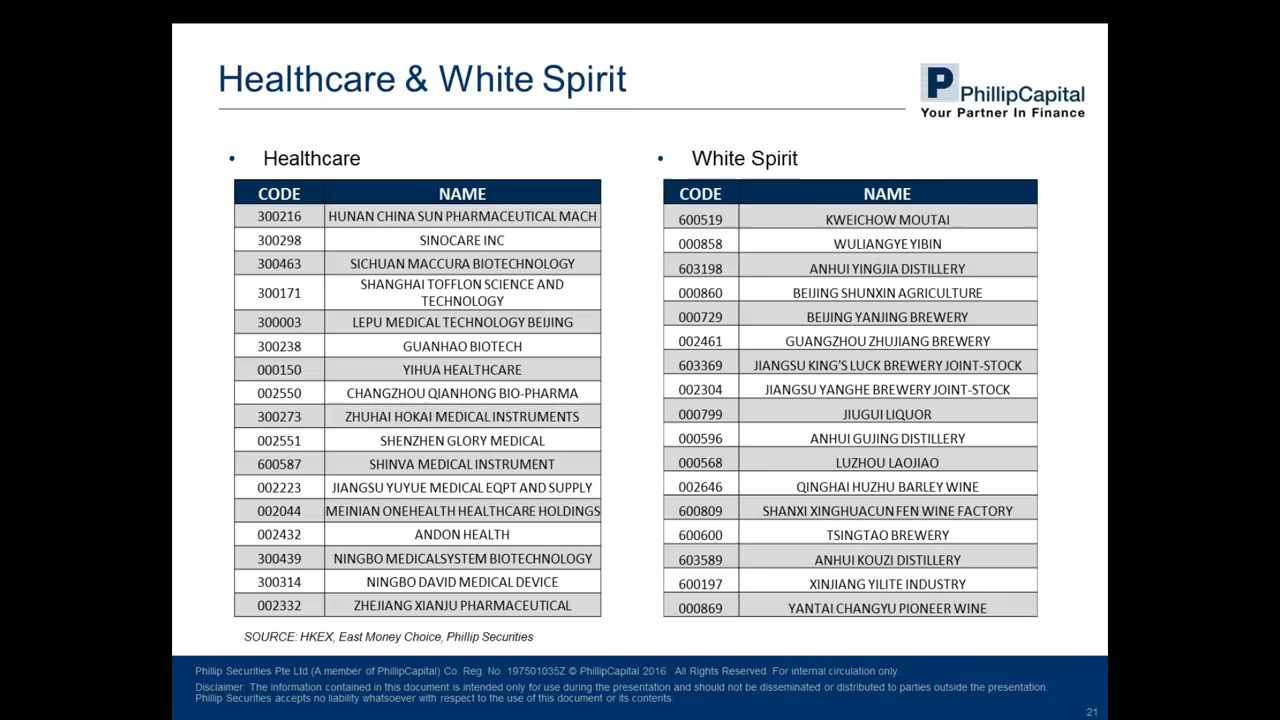 Healthcare & White Spirit
P PhillipCapital
Your Partner In Finance
• Healthcare
CODE NAME
300216 HUNAN CHINA SUN PHARMACEUTICAL MACH
300298 SINOCARE INC
300463 SICHUAN MACCURA BIOTECHNOLOGY
300171 SHANGHAI TOFFLON SCIENCE AND
TECHNOLOGY
300003 LEPU MEDICAL TECHNOLOGY BEIJING
300238 GUANHAO BIOTECH
000150 YIHUA HEALTHCARE
002550 CHANGZHOU QIANHONG BIO-PHARMA
300273 ZHUHAI HOKAI MEDICAL INSTRUMENTS
002551 SHENZHEN GLORY MEDICAL
600587 SHINVA MEDICAL INSTRUMENT
002223 JIANGSU YUYUE MEDICAL EQPT AND SUPPLY
002044 MEINIAN ONEHEALTH HEALTHCARE HOLDINGS
002432 ANDON HEALTH
300439 NINGBO MEDICALSYSTEM BIOTECHNOLOGY
300314 NINGBO DAVID MEDICAL DEVICE
002332 ZHEJIANG XIANJU PHARMACEUTICAL
• White Spirit
CODE NAME
600519 KWEICHOW MOUTAI
000858 WULIANGYE YIBIN
603198 ANHUI YINGJIA DISTILLERY
000860 BEIJING SHUNXIN AGRICULTURE
000729 BEIJING YANJING BREWERY
002461 GUANGZHOU ZHUJIANG BREWERY
603369 JIANGSU KING'S LUCK BREWERY JOINT-STOCK
002304 JIANGSU YANGHE BREWERY JOINT-STOCK
000799 JIUGUI LIQUOR
000596 ANHUI GUJING DISTILLERY
000568 LUZHOU LAOJIAO
002646 QINGHAI HUZHU BARLEY WINE
600809 SHANXI XINGHUACUN FEN WINE FACTORY
600600 TSINGTAO BREWERY
603589 ANHUI KOUZI DISTILLERY
600197 XINJIANG YILITE INDUSTRY
000869 YANTAI CHANGYU PIONEER WINE
SOURCE: HKEX, East Money Choice, Phillip Securities
Phillip Securities Pte Ltd (A member of PhillipCapital) Co. Reg. No. 197501035Z © PhillipCapital 2016. All Rights Reserved. For internal circulation only.
Disclaimer: The information contained in this document is intended only for use during the presentation and should not be disseminated or distributed to parties outside the presentation.
Phillip Securities accepts no liability whatsoever with respect to the use of this document or its contents.
21